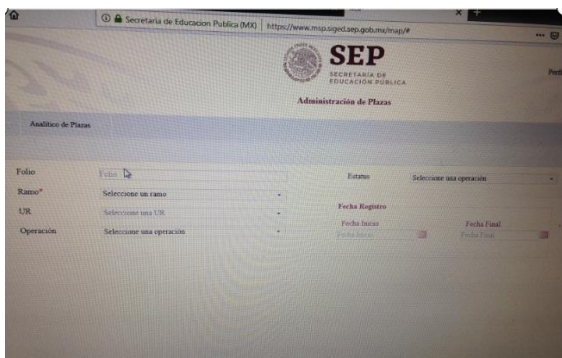 Secretaria de Educacion Publica (MX) https://www.msp.siged.sep.gob.mx/map/#
SEP
SECRETARÍA DE
EDUCACIÓN PÚBLICA
Perfi
Administración de Plazas
Analítico de Plazas
Folio Folio Estatus Seleccione una operación
Ramo* Seleccione un ramo
Fecha Registro
UR Seleccione una UR
Fecha Inicio Fecha Final
Operación Seleccione una operación Fecha Inicio Fecha Final